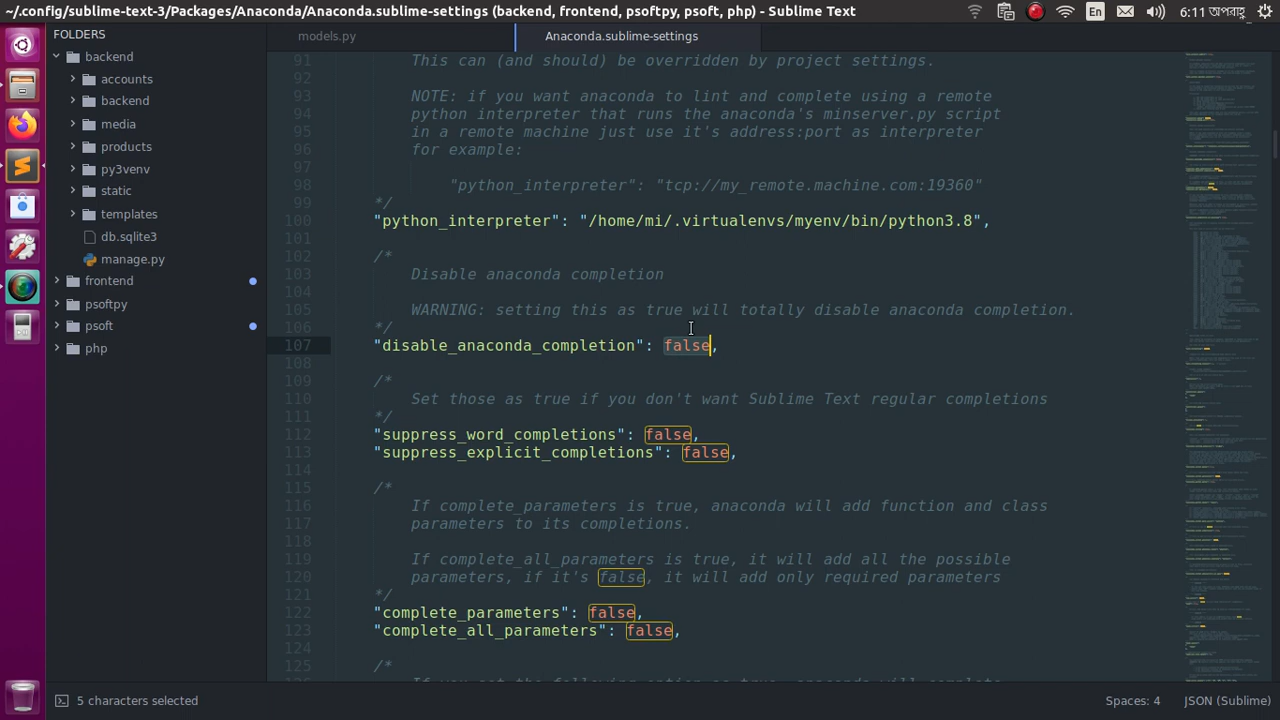 ~/.config/sublime-text-3/Packages/Anaconda/Anaconda.sublime-settings (backend, frontend, psoftpy, psoft, php) - Sublime Text
En
6:11 অপরাহ্ণ
FOLDERS
backend
accounts
backend
media
products
py3venv
static
templates
db.sqlite3
manage.py
frontend
psoftpy
psoft
php
models.py
Anaconda.sublime-settings
91 This can (and should) be overridden by project settings.
92
93 NOTE: if you want anaconda to lint and complete using a remote
94 python interpreter that runs the anaconda's minserver.py script
95 in a remote machine just use it's address:port as interpreter
96 for example:
97
98 "python_interpreter": "tcp://my_remote.machine.com:19360"
99 */
100 "python_interpreter": "/home/mi/.virtualenvs/myenv/bin/python3.8",
101
102 /*
103 Disable anaconda completion
104
105 WARNING: setting this as true will totally disable anaconda completion.
106 */
107 "disable_anaconda_completion": false,
108
109 /*
110 Set those as true if you don't want Sublime Text regular completions
111 */
112 "suppress_word_completions": false,
113 "suppress_explicit_completions": false,
114
115 /*
116 If complete_parameters is true, anaconda will add function and class
117 parameters to its completions.
118
119 If complete_all_parameters is true, it will add all the possible
120 parameters, if it's false, it will add only required parameters
121 */
122 "complete_parameters": false,
123 "complete_all_parameters": false,
124
125 /*
5 characters selected
Spaces: 4
JSON (Sublime)